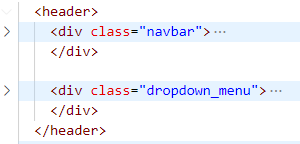 <header>
<div class="navbar">…
</div>
<div class="dropdown_menu">…
</div>
</header>